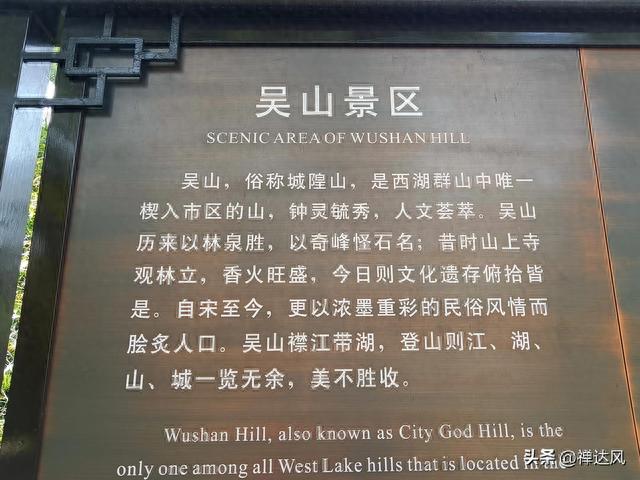 吴山景区
SCENIC AREA OF WUSHAN HILL
吴山，俗称城隍山，是西湖群山中唯一
楔入市区的山，钟灵毓秀，人文荟萃。吴山
历来以林泉胜，以奇峰怪石名；昔时山上寺
观林立，香火旺盛，今日则文化遗存俯拾皆
是。自宋至今，更以浓墨重彩的民俗风情而
脍炙人口。吴山襟江带湖，登山则江、湖、
山、城一览无余，美不胜收。
Wushan Hill, also known as City God Hill, is the
only one among all West Lake hills that is located in the
头条 @禅达风